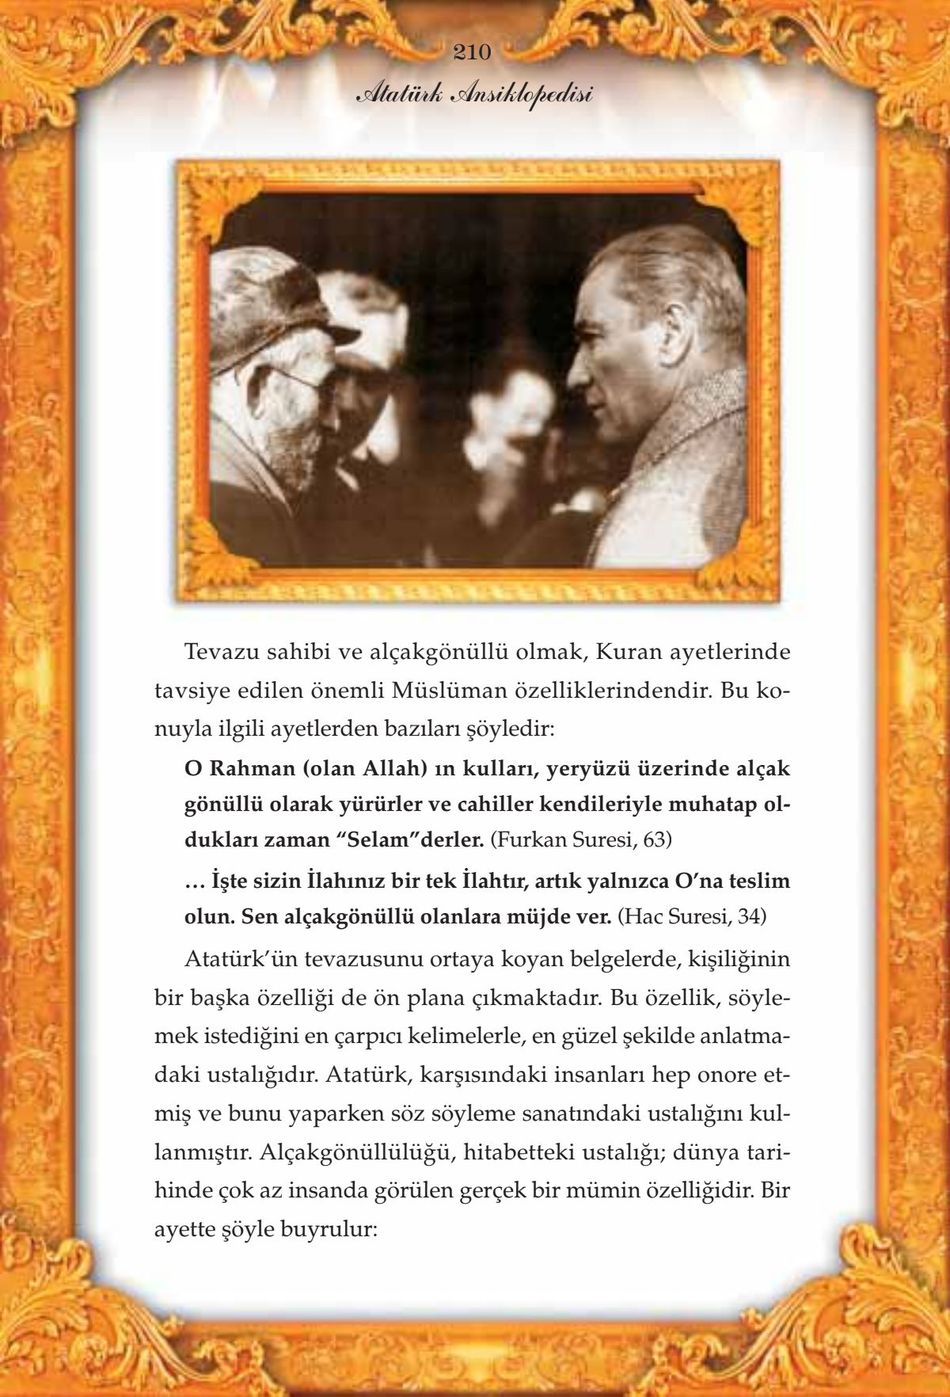 210
Atatürk Ansiklopedisi
Tevazu sahibi ve alçakgönüllü olmak, Kuran ayetlerinde
tavsiye edilen önemli Müslüman özelliklerindendir. Bu ko-
nuyla ilgili ayetlerden bazıları şöyledir:
O Rahman (olan Allah) ın kulları, yeryüzü üzerinde alçak
gönüllü olarak yürürler ve cahiller kendileriyle muhatap ol-
dukları zaman “Selam”derler. (Furkan Suresi, 63)
… İşte sizin İlahınız bir tek İlahtır, artık yalnızca O’na teslim
olun. Sen alçakgönüllü olanlara müjde ver. (Hac Suresi, 34)
Atatürk’ün tevazusunu ortaya koyan belgelerde, kişiliğinin
bir başka özelliği de ön plana çıkmaktadır. Bu özellik, söyle-
mek istediğini en çarpıcı kelimelerle, en güzel şekilde anlatma-
daki ustalığıdır. Atatürk, karşısındaki insanları hep onore et-
miş ve bunu yaparken söz söyleme sanatındaki ustalığını kul-
lanmıştır. Alçakgönüllülüğü, hitabetteki ustalığı; dünya tari-
hinde çok az insanda görülen gerçek bir mümin özelliğidir. Bir
ayette şöyle buyrulur: